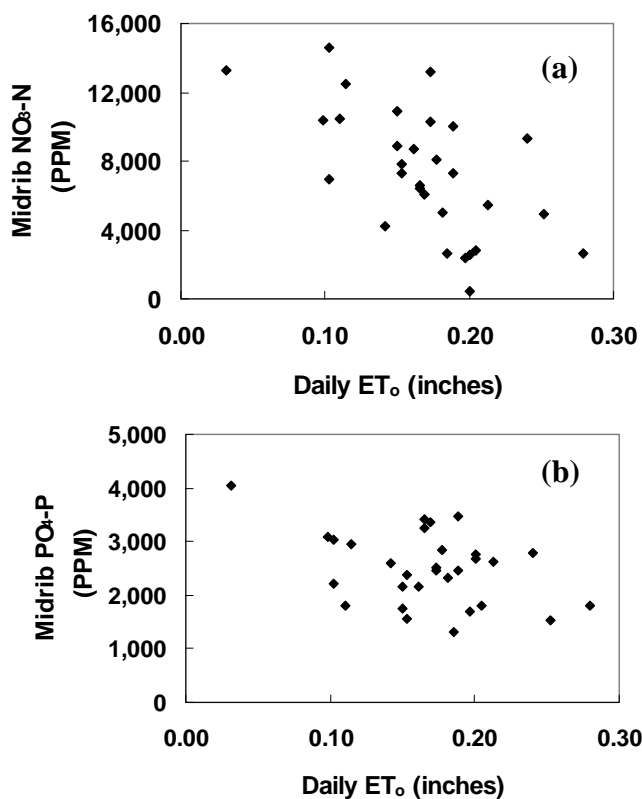 16,000
(a)
12,000
8,000
4,000
0
Midrib NO3-N
(PPM)
0.00 0.10 0.20 0.30
Daily ETo (inches)
5,000
(b)
4,000
3,000
2,000
1,000
0
Midrib PO4-P
(PPM)
0.00 0.10 0.20 0.30
Daily ETo (inches)